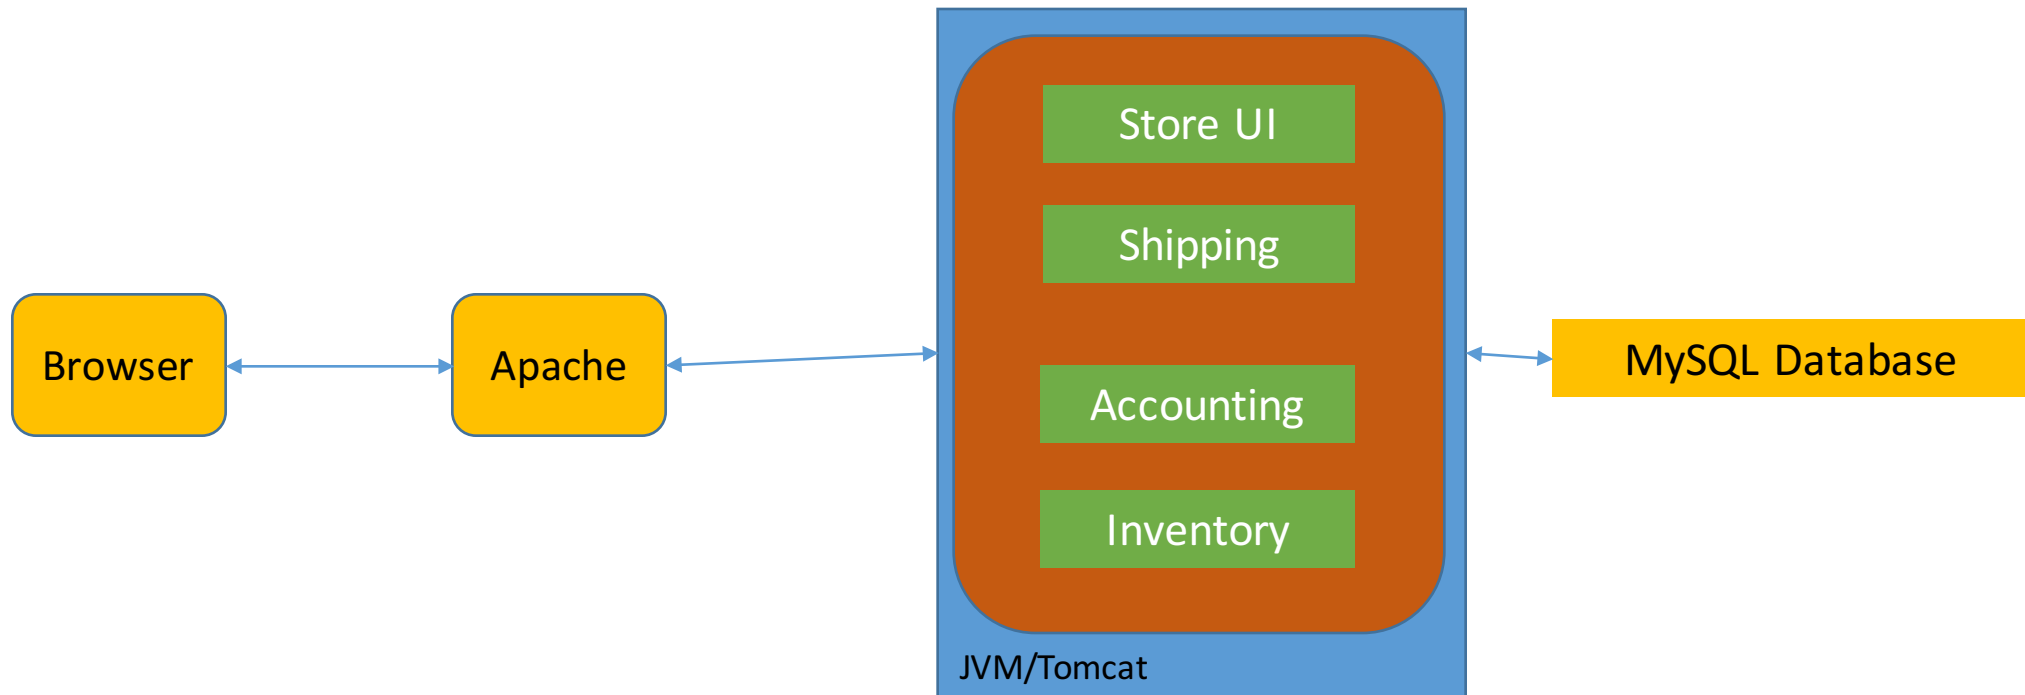 Browser
Apache
Store UI
Shipping
Accounting
Inventory
JVM/Tomcat
MySQL Database